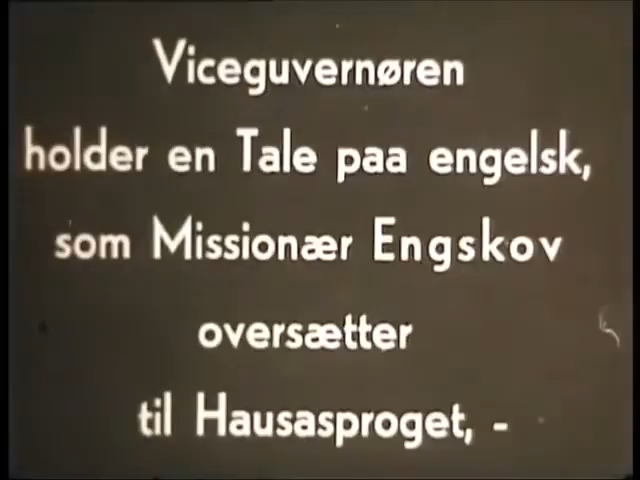 Viceguvernøren
holder en Tale paa engelsk,
som Missionær Engskov
oversætter
til Hausasproget, -